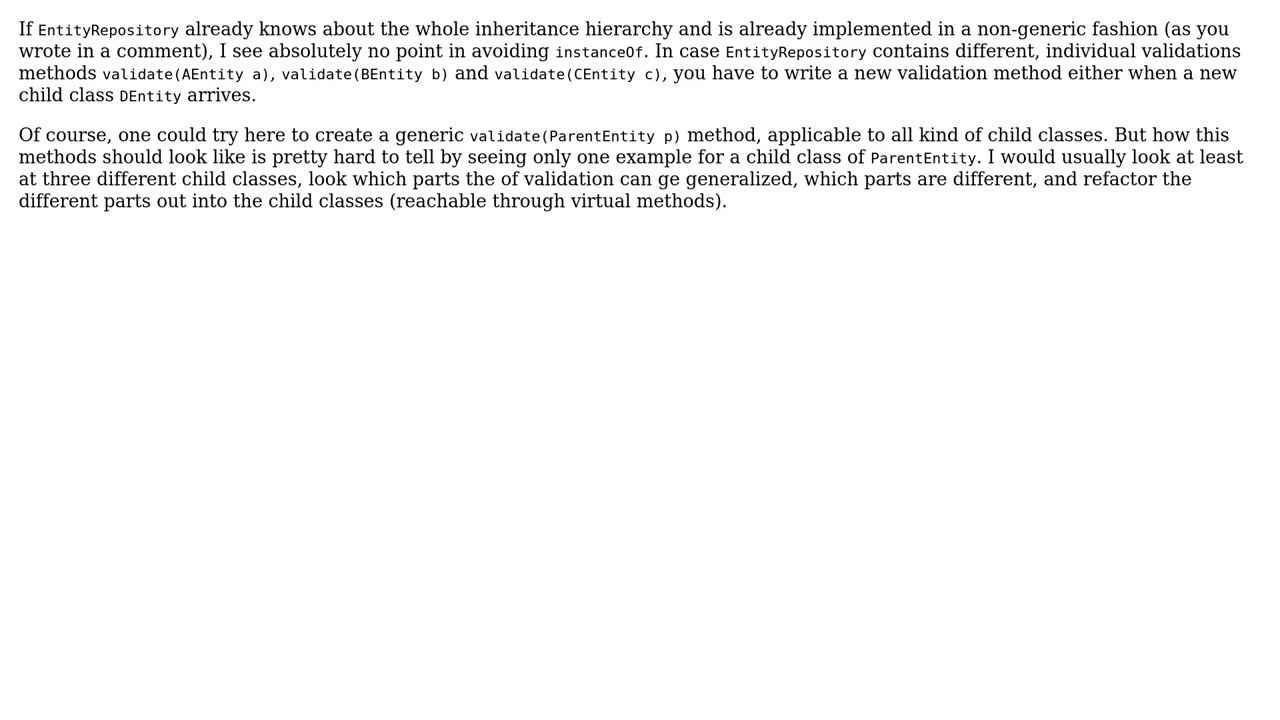 If EntityRepository already knows about the whole inheritance hierarchy and is already implemented in a non-generic fashion (as you
wrote in a comment), I see absolutely no point in avoiding instanceOf. In case EntityRepository contains different, individual validations
methods validate(AEntity a), validate(BEntity b) and validate(CEntity c), you have to write a new validation method either when a new
child class DEntity arrives.
Of course, one could try here to create a generic validate(ParentEntity p) method, applicable to all kind of child classes. But how this
methods should look like is pretty hard to tell by seeing only one example for a child class of ParentEntity. I would usually look at least
at three different child classes, look which parts the of validation can ge generalized, which parts are different, and refactor the
different parts out into the child classes (reachable through virtual methods).